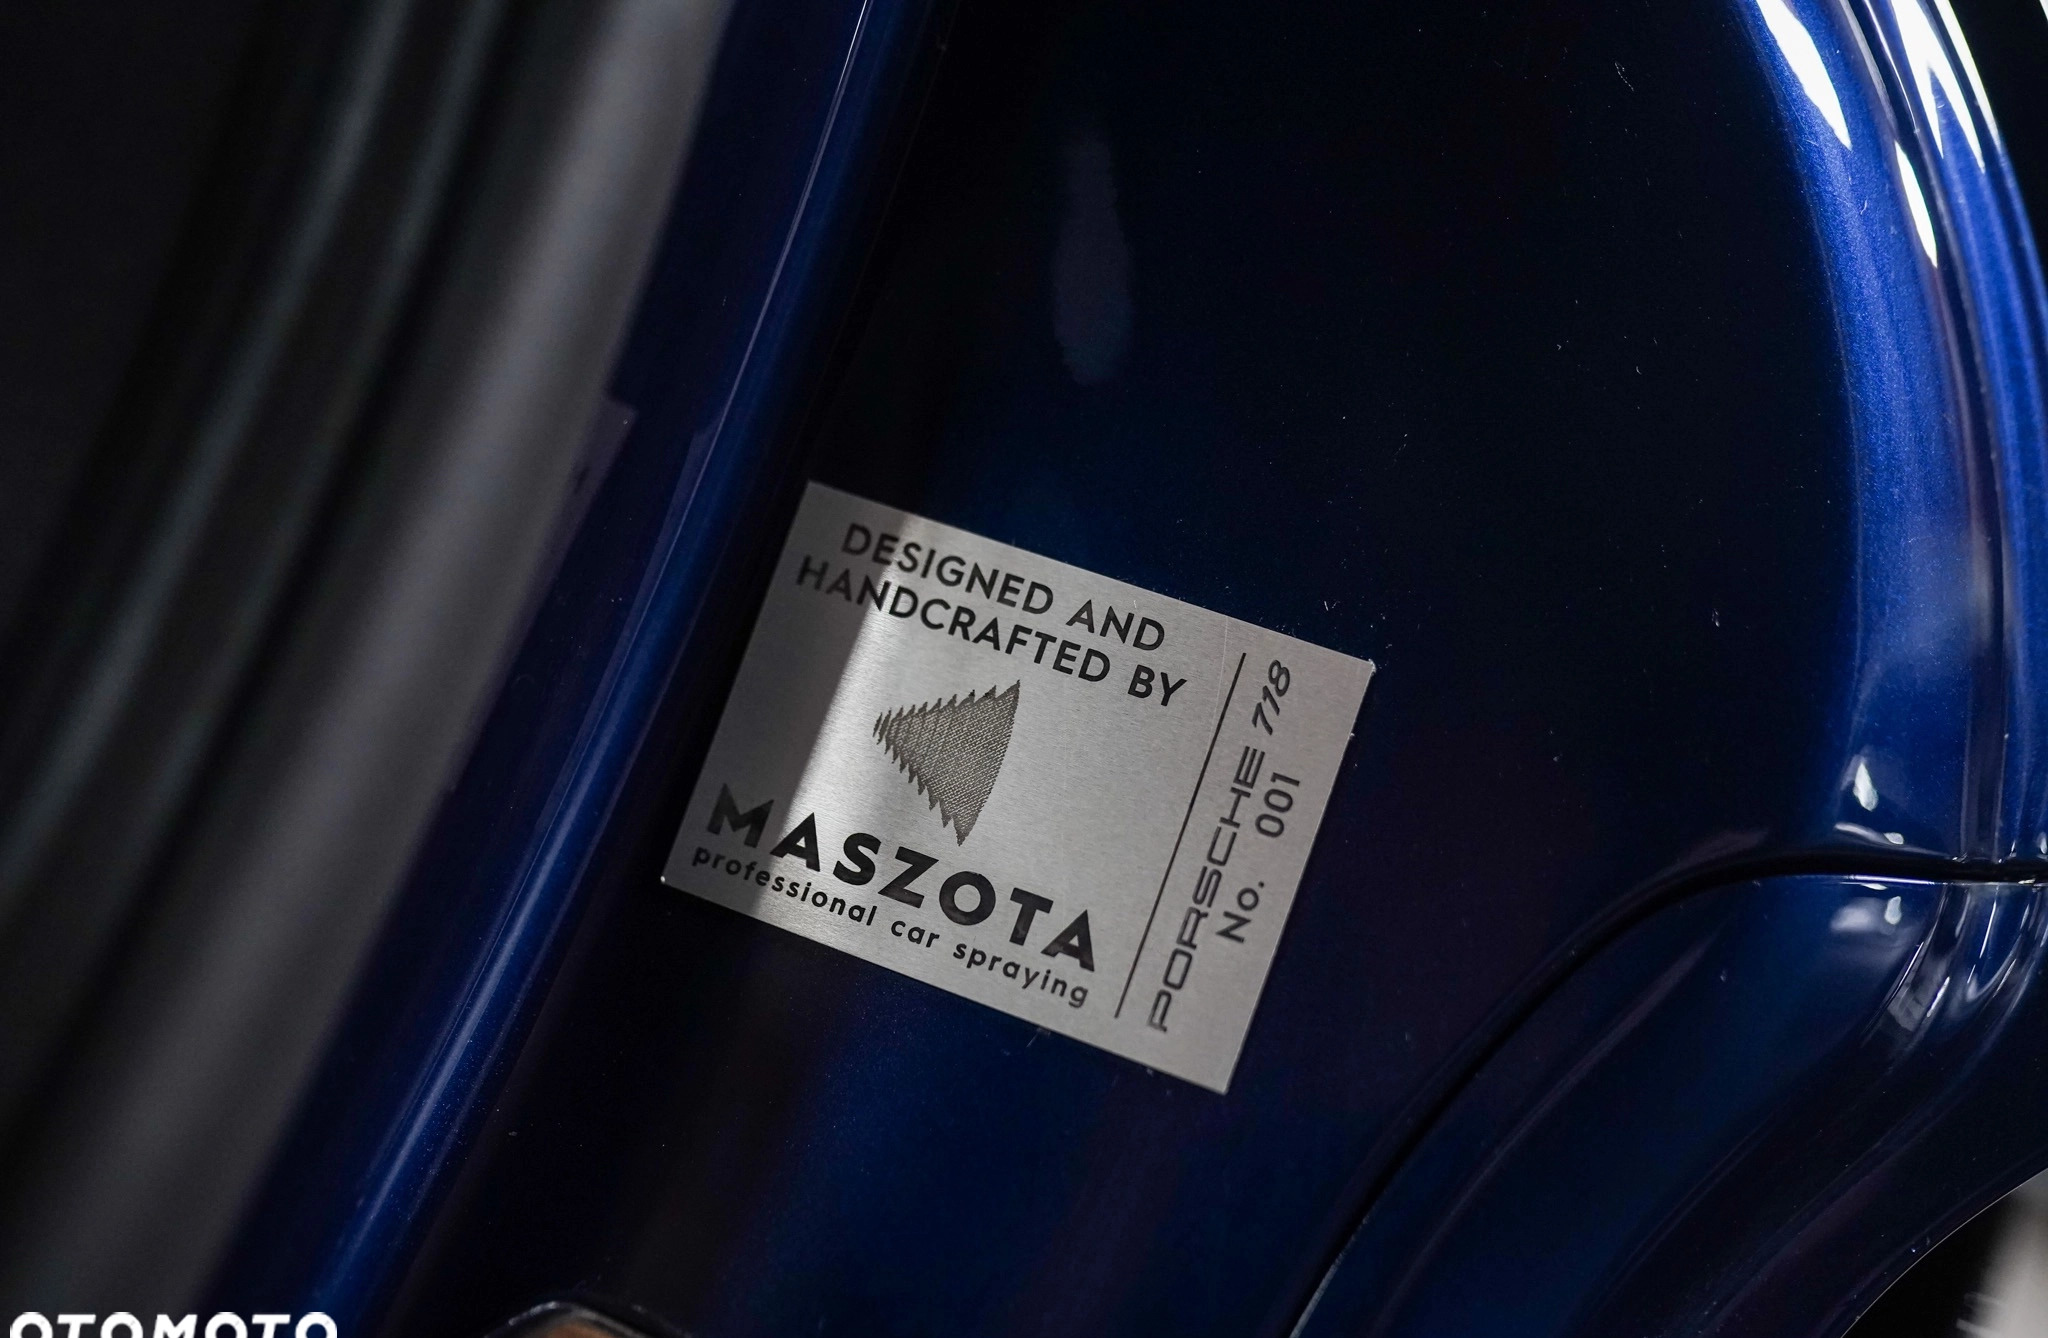 DESIGNED AND
HANDCRAFTED BY
MASZOTA
professional car spraying
PORSCHE 718
No. 001
OTOMOTO